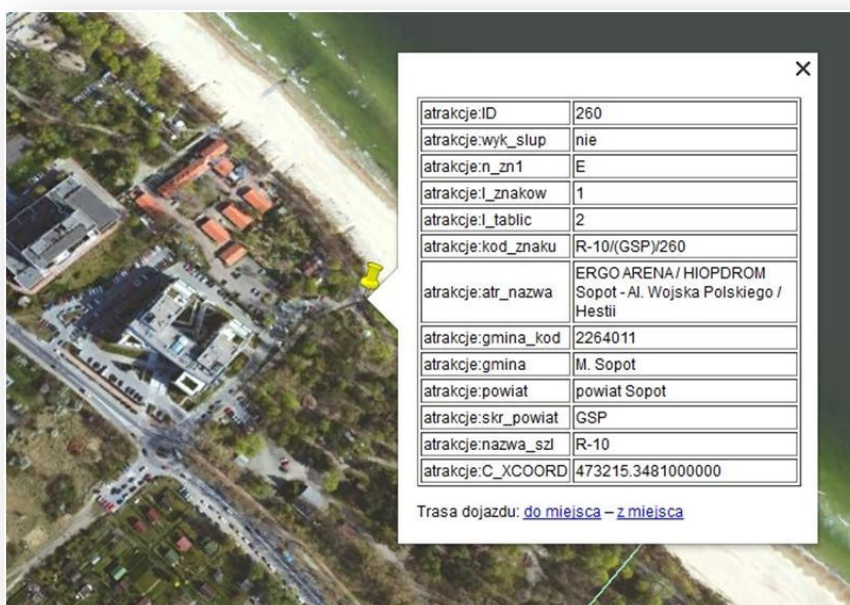 atrakcje:ID 260
atrakcje:wyk_slup nie
atrakcje:n_zn1 E
atrakcje:l_znakow 1
atrakcje:l_tablic 2
atrakcje:kod_znaku R-10/(GSP)/260
atrakcje:atr_nazwa ERGO ARENA / HIOPDROM
Sopot - Al. Wojska Polskiego /
Hestii
atrakcje:gmina_kod 2264011
atrakcje:gmina M. Sopot
atrakcje:powiat powiat Sopot
atrakcje:skr_powiat GSP
atrakcje:nazwa_szl R-10
atrakcje:C_XCOORD 473215.3481000000
Trasa dojazdu: do miejsca – z miejsca